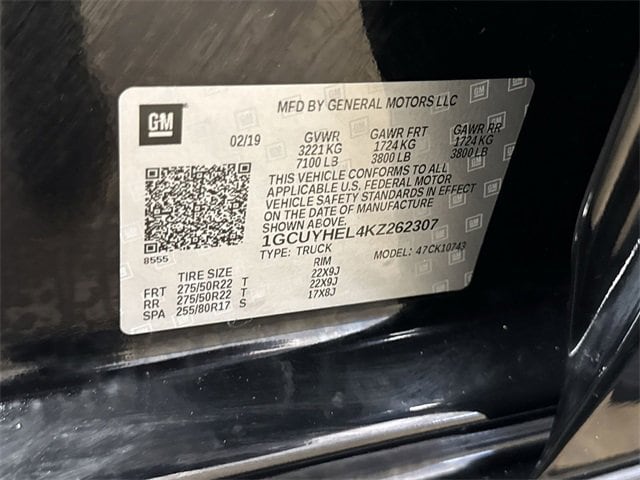 GM
MFD BY GENERAL MOTORS LLC
02/19 GVWR GAWR FRT GAWR RR
3221 KG 1724 KG 1724 KG
7100 LB 3800 LB 3800 LB
THIS VEHICLE CONFORMS TO ALL
APPLICABLE U.S. FEDERAL MOTOR
VEHICLE SAFETY STANDARDS IN EFFECT
ON THE DATE OF MANUFACTURE
SHOWN ABOVE.
1GCUYHEL4KZ262307
8555 TYPE: TRUCK MODEL: 47CK10743
TIRE SIZE RIM
FRT 275/50R22 T 22X9J
RR 275/50R22 T 22X9J
SPA 255/80R17 S 17X8J